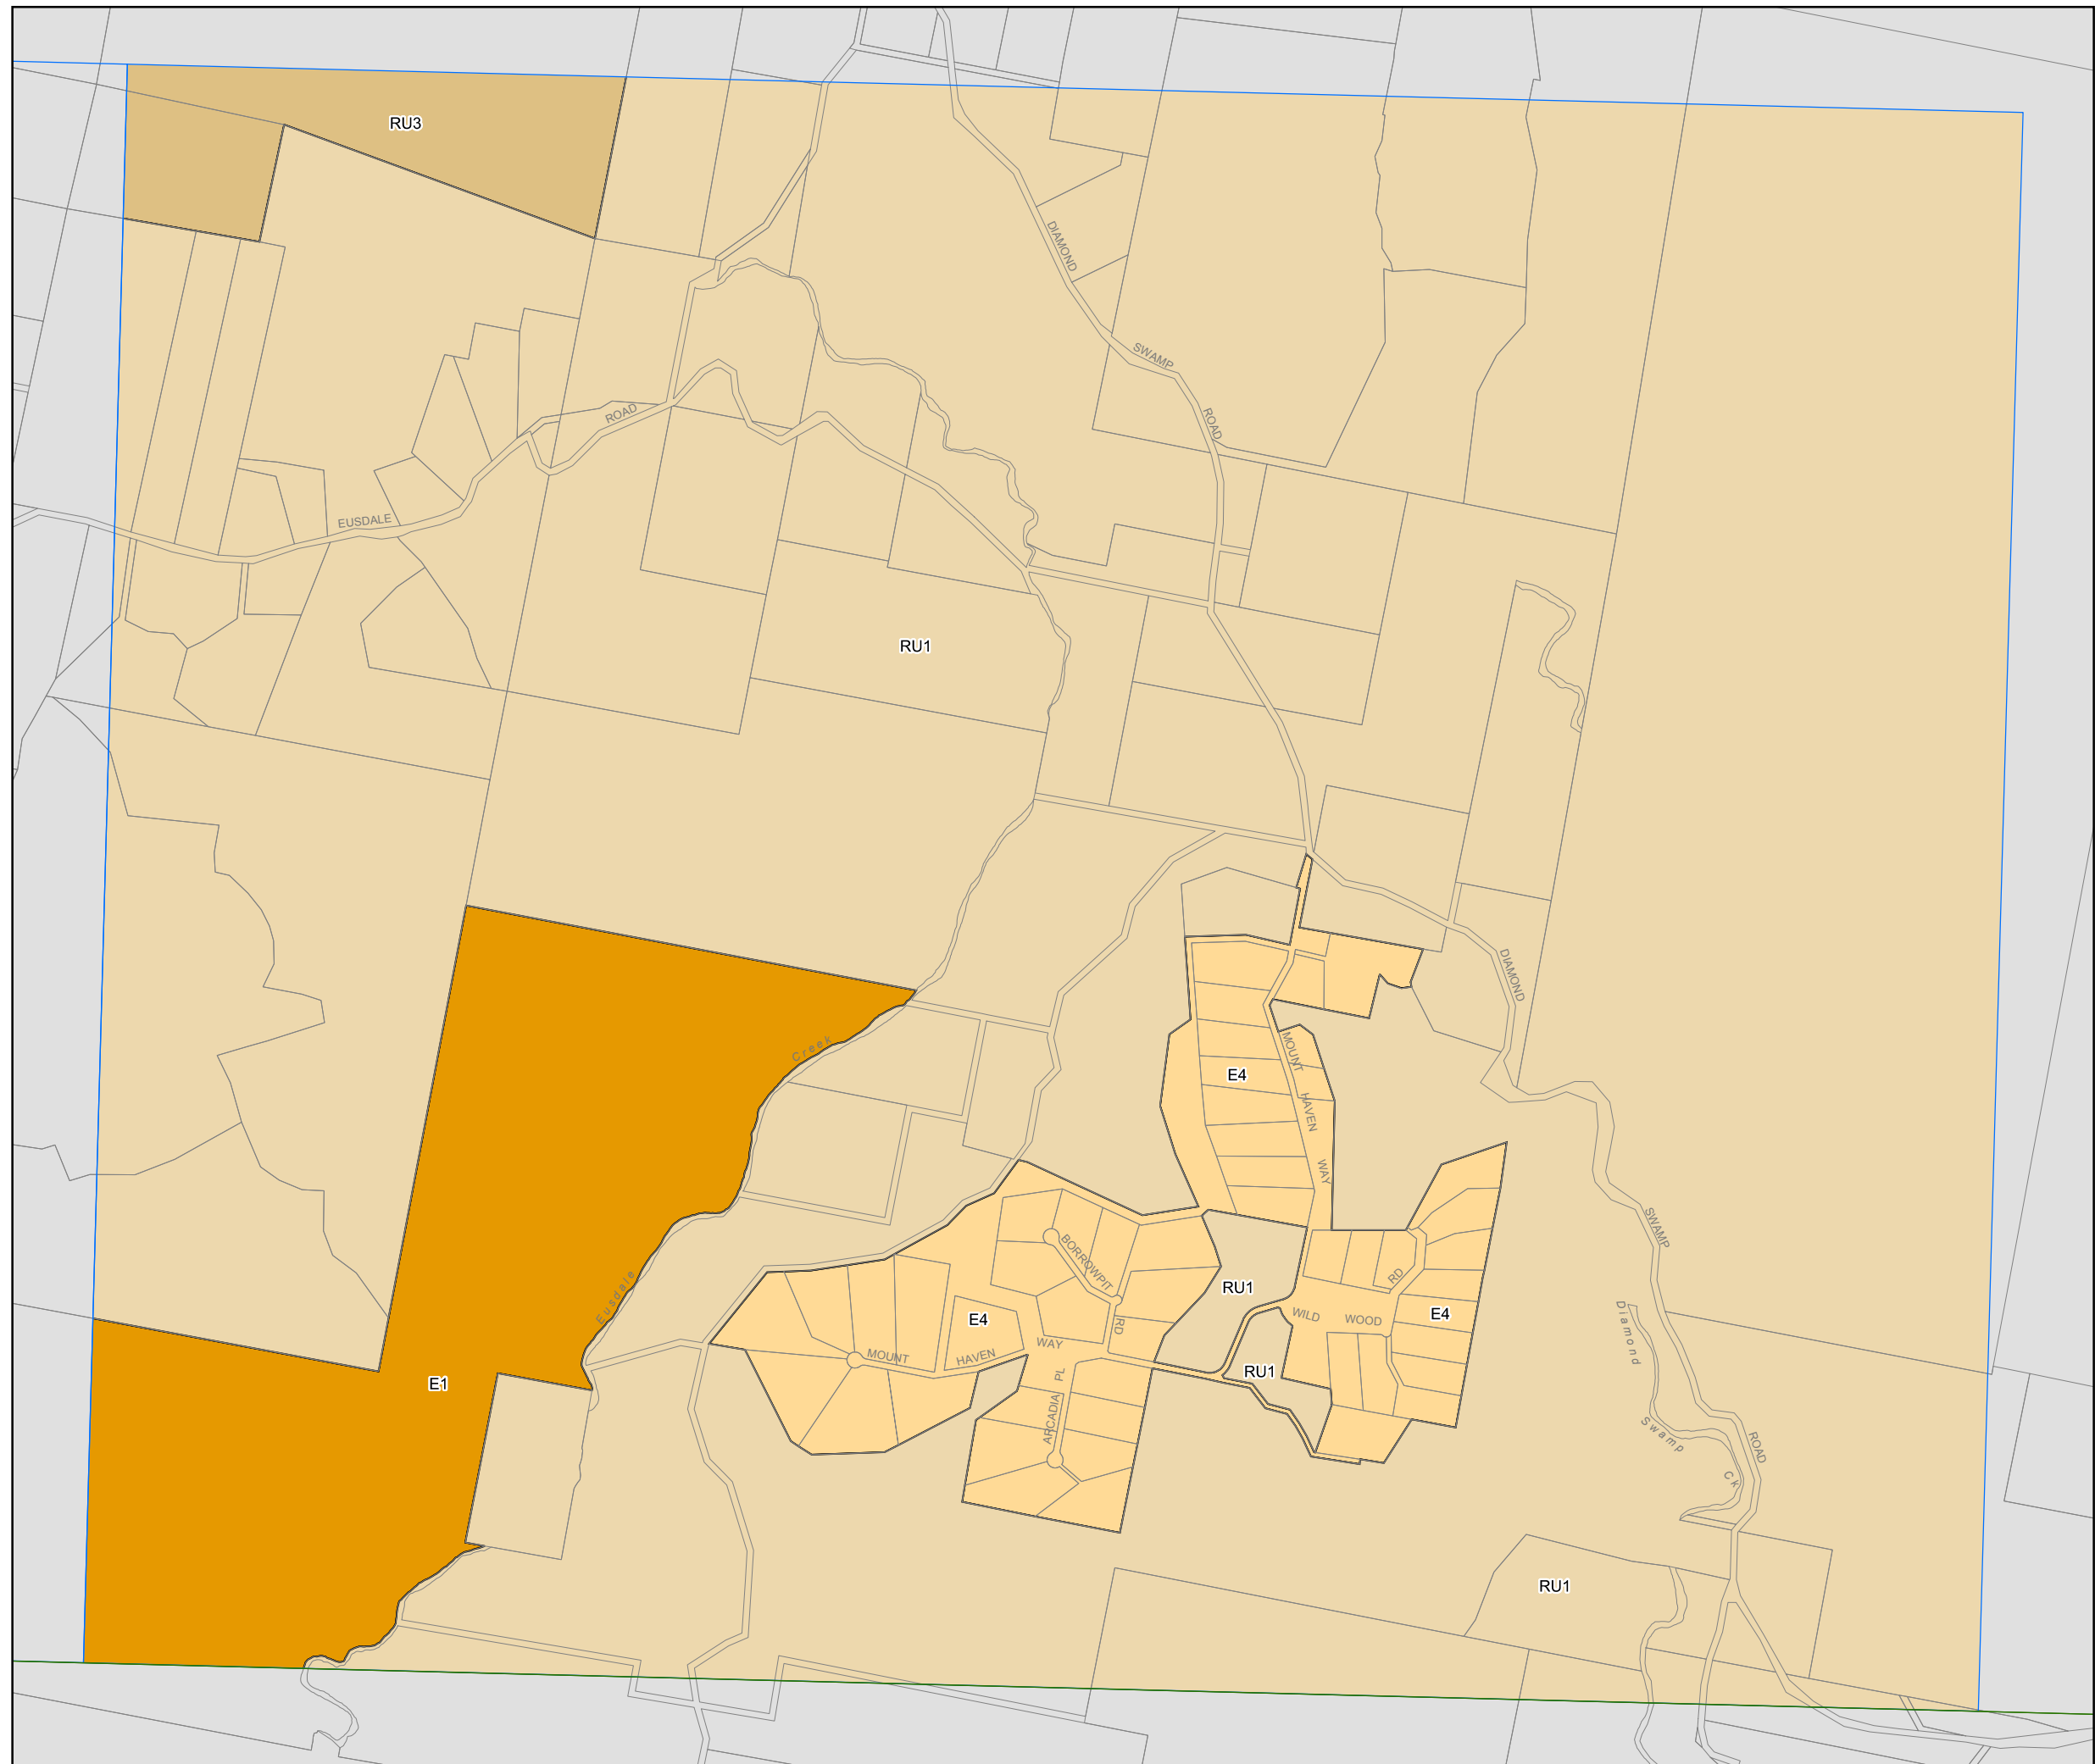 RU3
DIAMOND
SWAMP
ROAD
ROAD
EUSDALE
RU1
DIAMOND
Creek
E4
MOUNT
HAVEN
WAY
SWAMP
BORROWPIT
RD
Eusdale
RU1
RD
WILD WOOD
E4
E4
MOUNT
HAVEN
WAY
RD
PL
ARCADIA
RU1
E1
Diamond
Swamp
Ck
ROAD
RU1